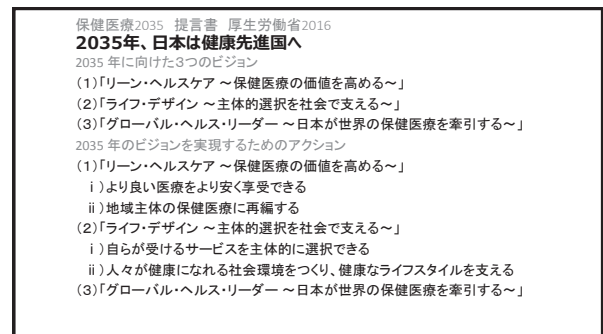 保健医療2035 提言書 厚生労働省2016
2035年、日本は健康先進国へ
2035 年に向けた３つのビジョン
（１）「リーン・ヘルスケア ～保健医療の価値を高める～」
（２）「ライフ・デザイン ～主体的選択を社会で支える～」
（３）「グローバル・ヘルス・リーダー ～日本が世界の保健医療を牽引する～」
2035 年のビジョンを実現するためのアクション
（１）「リーン・ヘルスケア ～保健医療の価値を高める～」
ⅰ）より良い医療をより安く享受できる
ⅱ）地域主体の保健医療に再編する
（２）「ライフ・デザイン ～主体的選択を社会で支える～」
ⅰ）自らが受けるサービスを主体的に選択できる
ⅱ）人々が健康になれる社会環境をつくり、健康なライフスタイルを支える
（３）「グローバル・ヘルス・リーダー ～日本が世界の保健医療を牽引する～」